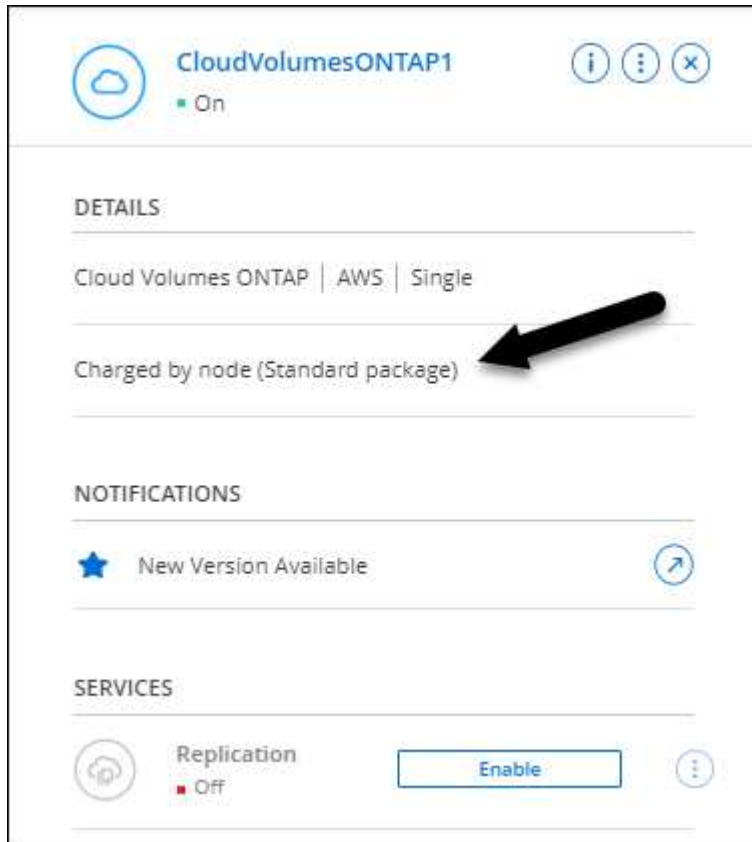 CloudVolumesONTAP1
On
DETAILS
Cloud Volumes ONTAP | AWS | Single
Charged by node (Standard package)
NOTIFICATIONS
New Version Available
SERVICES
Replication
Enable
Off